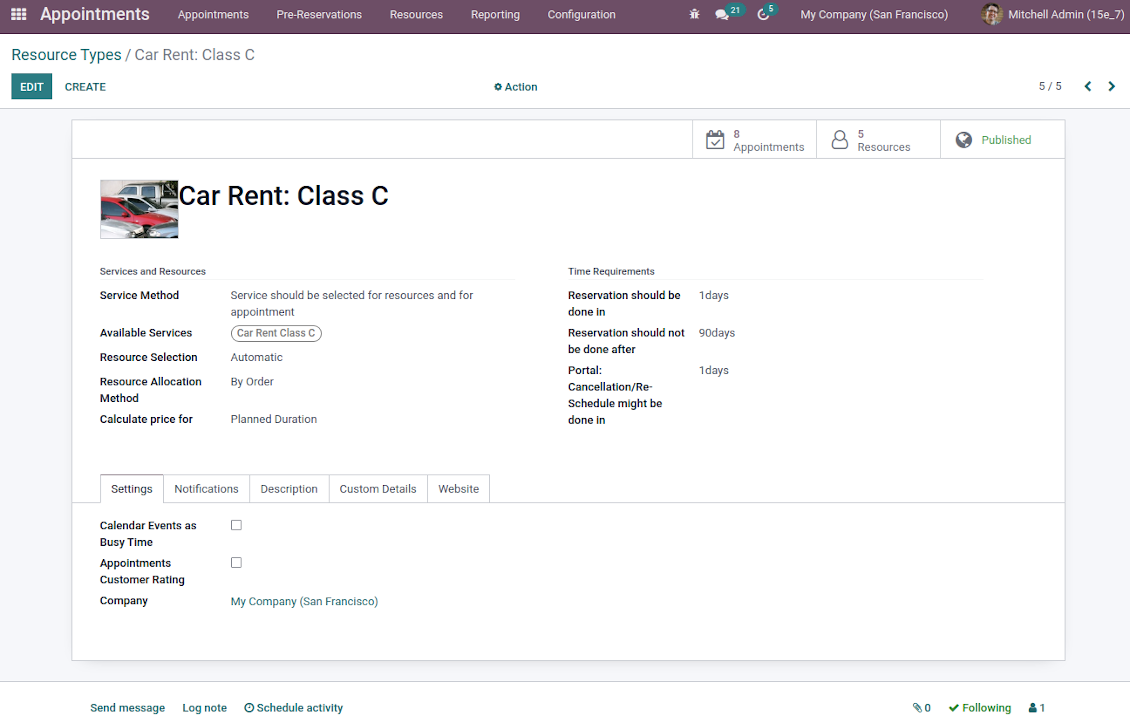 Appointments Appointments Pre-Reservations Resources Reporting Configuration 21 5 My Company (San Francisco) Mitchell Admin (15e_7)
Resource Types / Car Rent: Class C
EDIT CREATE Action 5 / 5
8
Appointments
5
Resources
Published
Car Rent: Class C
Services and Resources
Service Method Service should be selected for resources and for
appointment
Available Services Car Rent Class C
Resource Selection Automatic
Resource Allocation By Order
Method
Calculate price for Planned Duration
Time Requirements
Reservation should be 1days
done in
Reservation should not 90days
be done after
Portal: 1days
Cancellation/Re-
Schedule might be
done in
Settings Notifications Description Custom Details Website
Calendar Events as
Busy Time
Appointments
Customer Rating
Company My Company (San Francisco)
Send message Log note Schedule activity 0 Following 1